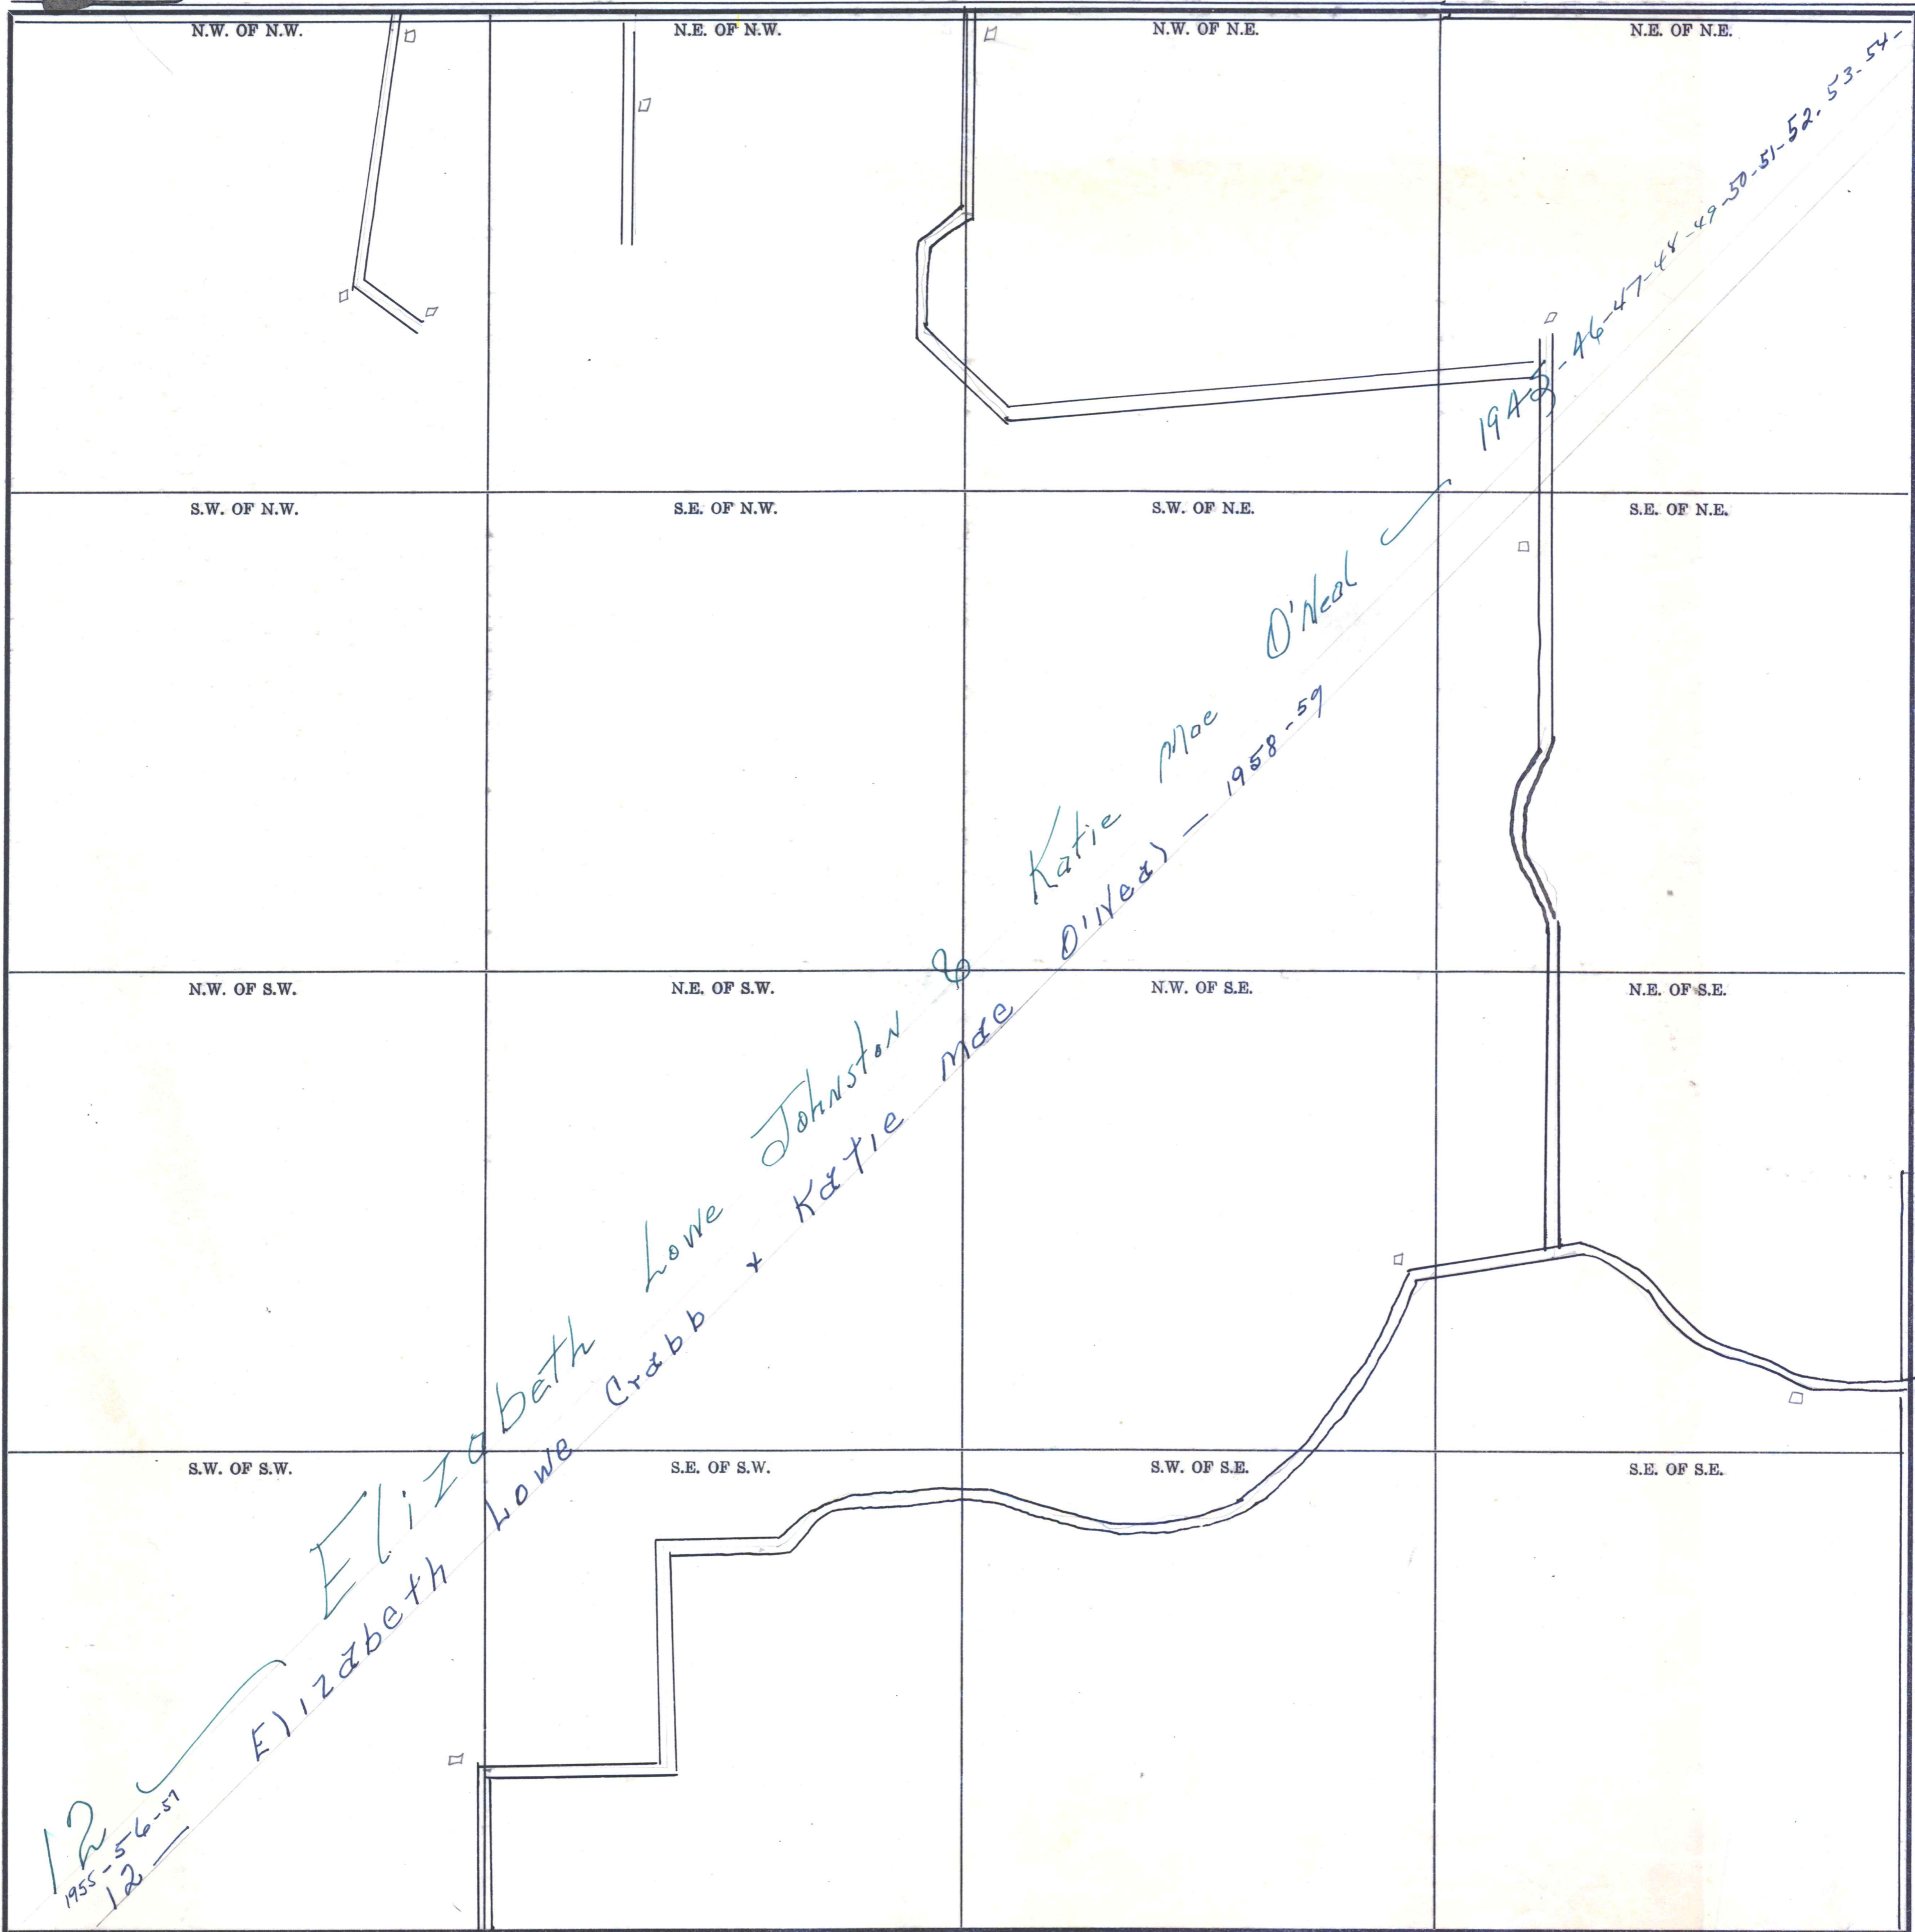 N.W. OF N.W. N.E. OF N.W. N.W. OF N.E. N.E. OF N.E.
S.W. OF N.W. S.E. OF N.W. S.W. OF N.E. S.E. OF N.E.
N.W. OF S.W. N.E. OF S.W. N.W. OF S.E. N.E. OF S.E.
S.W. OF S.W. S.E. OF S.W. S.W. OF S.E. S.E. OF S.E.
12 Elizabeth Lowe Johnston & Katie Mae O'Neal 1945-46-47-48-49-50-51-52-53-54-
1955-56-57
12 — Elizabeth Lowe Crabb + Katie Mae O'Neal — 1958-59